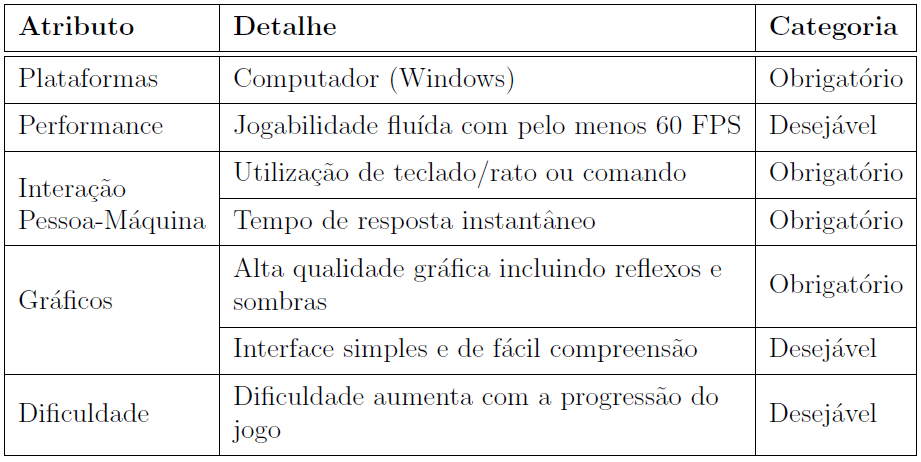 Atributo Detalhe Categoria
Plataformas Computador (Windows) Obrigatório
Performance Jogabilidade fluída com pelo menos 60 FPS Desejável
Interação
Pessoa-Máquina
Utilização de teclado/rato ou comando Obrigatório
Tempo de resposta instantâneo Obrigatório
Gráficos
Alta qualidade gráfica incluindo reflexos e
sombras
Obrigatório
Interface simples e de fácil compreensão Desejável
Dificuldade
Dificuldade aumenta com a progressão do
jogo
Desejável